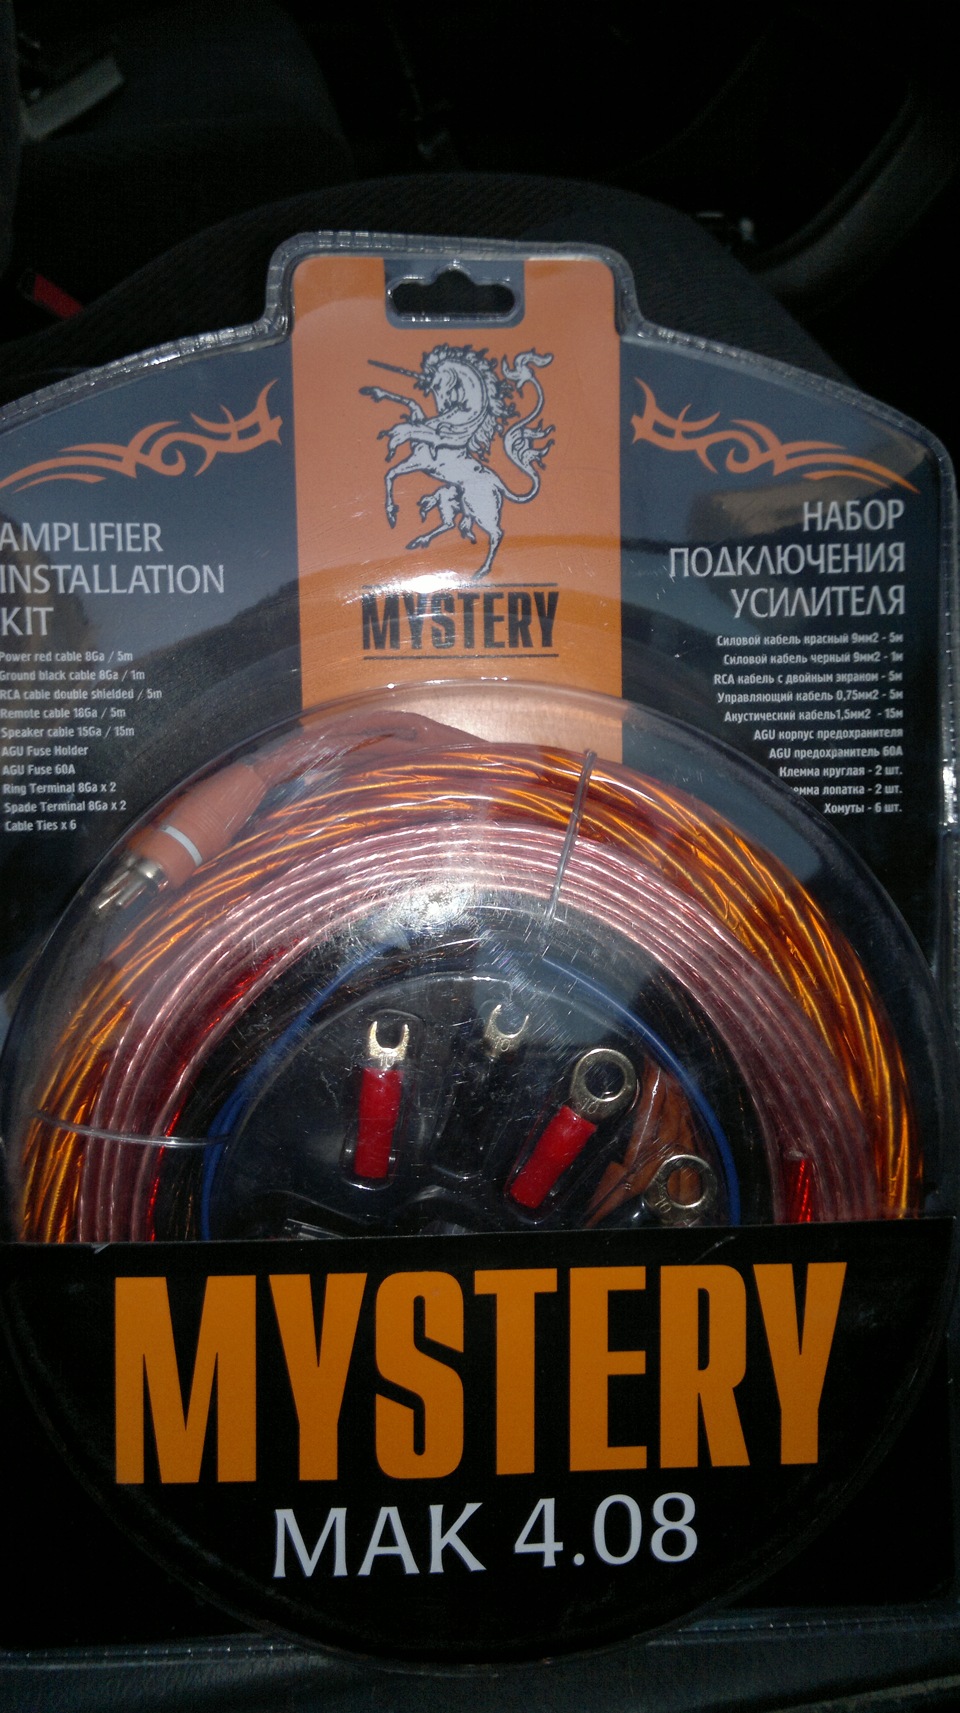 MYSTERY
AMPLIFIER
INSTALLATION
KIT
Power red cable 8Ga / 5m
Ground black cable 8Ga / 1m
RCA cable double shielded / 5m
Remote cable 18Ga / 5m
Speaker cable 15Ga / 15m
AGU Fuse Holder
AGU Fuse 60A
Ring Terminal 8Ga x 2
Spade Terminal 8Ga x 2
Cable Ties x 6
НАБОР
ПОДКЛЮЧЕНИЯ
УСИЛИТЕЛЯ
Силовой кабель красный 9мм2 - 5м
Силовой кабель черный 9мм2 - 1м
RCA кабель с двойным экраном - 5м
Управляющий кабель 0,75мм2 - 5м
Акустический кабель1,5мм2 - 15м
AGU корпус предохранителя
AGU предохранитель 60А
Клемма круглая - 2 шт.
лопатка - 2 шт.
Хомуты - 6 шт.
MYSTERY
MAK 4.08